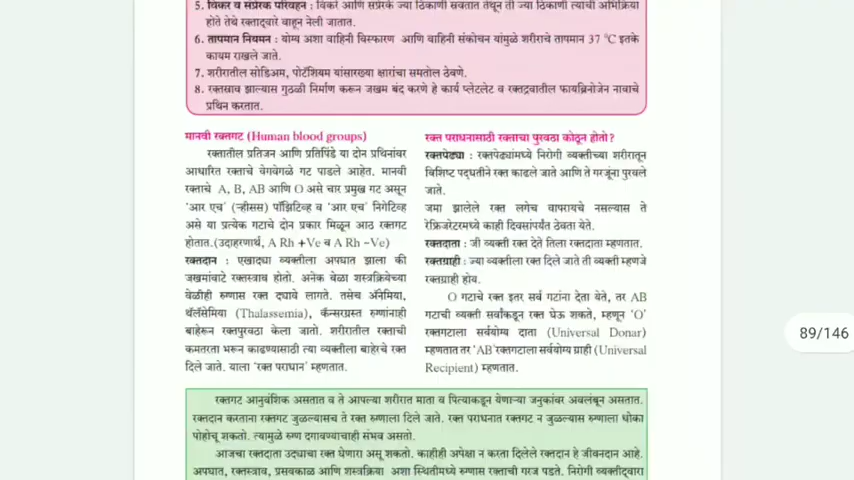 5. विकर व संप्रेरक परिवहन : विकरे आणि संप्रेरके ज्या ठिकाणी स्रवतात तेथून ती ज्या ठिकाणी त्यांची अभिक्रिया
होते तेथे रक्ताद्वारे वाहून नेली जातात.
6. तापमान नियमन : योग्य अशा वाहिनी विस्फारण आणि वाहिनी संकोचन यांमुळे शरीराचे तापमान 37 °C इतके
कायम राखले जाते.
7. शरीरातील सोडिअम, पोटॅशियम यांसारख्या क्षारांचा समतोल ठेवणे.
8. रक्तस्राव झाल्यास गुठळी निर्माण करून जखम बंद करणे हे कार्य प्लेटलेट व रक्तद्रवातील फायब्रिनोजेन नावाचे
प्रथिन करतात.
मानवी रक्तगट (Human blood groups)
रक्तातील प्रतिजन आणि प्रतिपिंडे या दोन प्रथिनांवर
आधारित रक्ताचे वेगवेगळे गट पाडले आहेत. मानवी
रक्ताचे A, B, AB आणि O असे चार प्रमुख गट असून
'आर एच' (ऱ्हीसस) पॉझिटिव्ह व 'आर एच' निगेटिव्ह
असे या प्रत्येक गटाचे दोन प्रकार मिळून आठ रक्तगट
होतात.(उदाहरणार्थ, A Rh +Ve व A Rh -Ve)
रक्तदान : एखाद्या व्यक्तीला अपघात झाला की
जखमांवाटे रक्तस्त्राव होतो. अनेक वेळा शस्त्रक्रियेच्या
वेळीही रुग्णास रक्त द्यावे लागते. तसेच ॲनेमिया,
थॅलॅसेमिया (Thalassemia), कॅन्सरग्रस्त रुग्णांनाही
बाहेरून रक्तपुरवठा केला जातो. शरीरातील रक्ताची
कमतरता भरून काढण्यासाठी त्या व्यक्तीला बाहेरचे रक्त
दिले जाते. याला 'रक्त पराधान' म्हणतात.
रक्त पराधनासाठी रक्ताचा पुरवठा कोठून होतो?
रक्तपेढ्या : रक्तपेढ्यांमध्ये निरोगी व्यक्तीच्या शरीरातून
विशिष्ट पद्धतीने रक्त काढले जाते आणि ते गरजूंना पुरवले
जाते.
जमा झालेले रक्त लगेच वापरायचे नसल्यास ते
रेफ्रिजरेटरमध्ये काही दिवसांपर्यंत ठेवता येते.
रक्तदाता : जी व्यक्ती रक्त देते तिला रक्तदाता म्हणतात.
रक्तग्राही : ज्या व्यक्तीला रक्त दिले जाते ती व्यक्ती म्हणजे
रक्तग्राही होय.
O गटाचे रक्त इतर सर्व गटांना देता येते, तर AB
गटाची व्यक्ती सर्वांकडून रक्त घेऊ शकते, म्हणून 'O'
रक्तगटाला सर्वयोग्य दाता (Universal Donar)
म्हणतात तर 'AB'रक्तगटाला सर्वयोग्य ग्राही (Universal
Recipient) म्हणतात.
रक्तगट आनुवंशिक असतात व ते आपल्या शरीरात माता व पित्याकडून येणाऱ्या जनुकांवर अवलंबून असतात.
रक्तदान करताना रक्तगट जुळल्यासच ते रक्त रुग्णाला दिले जाते. रक्त पराधनात रक्तगट न जुळल्यास रुग्णाला धोका
पोहोचू शकतो. त्यामुळे रुग्ण दगावण्याचाही संभव असतो.
आजचा रक्तदाता उद्याचा रक्त घेणारा असू शकतो. काहीही अपेक्षा न करता दिलेले रक्तदान हे जीवनदान आहे.
अपघात, रक्तस्त्राव, प्रसवकाळ आणि शस्त्रक्रिया अशा स्थितीमध्ये रुग्णास रक्ताची गरज पडते. निरोगी व्यक्तीद्वारा
89/146